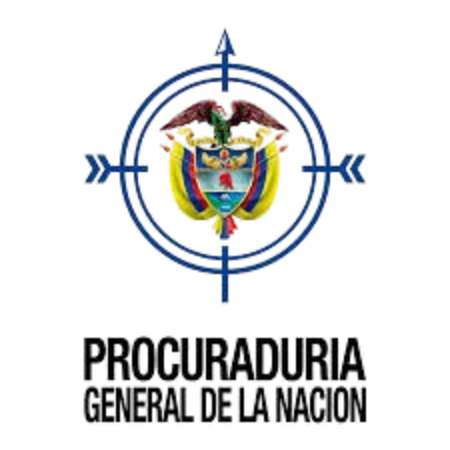 PROCURADURIA
GENERAL DE LA NACION